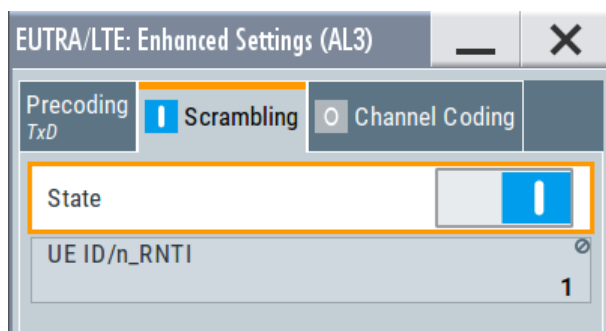 EUTRA/LTE: Enhanced Settings (AL3)
Precoding
TxD
Scrambling
Channel Coding
State
UE ID/n_RNTI
1